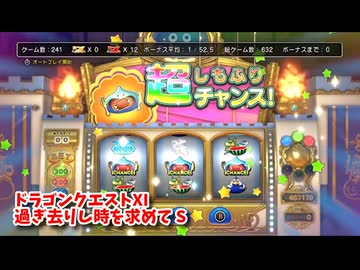 ゲーム数：241
X 0
X 12
ボーナス平均：1 / 52.5
総ゲーム数：632
ボーナスまで：0
オートプレイ開始
超しもふりチャンス!
CHANCE!
CHANCE!
CHANCE!
ドラゴンクエストXI
過ぎ去りし時を求めて S